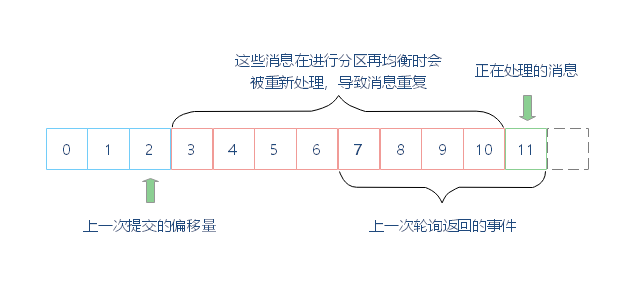 这些消息在进行分区再均衡时会
被重新处理，导致消息重复
正在处理的消息
0 1 2 3 4 5 6 7 8 9 10 11
上一次提交的偏移量
上一次轮询返回的事件